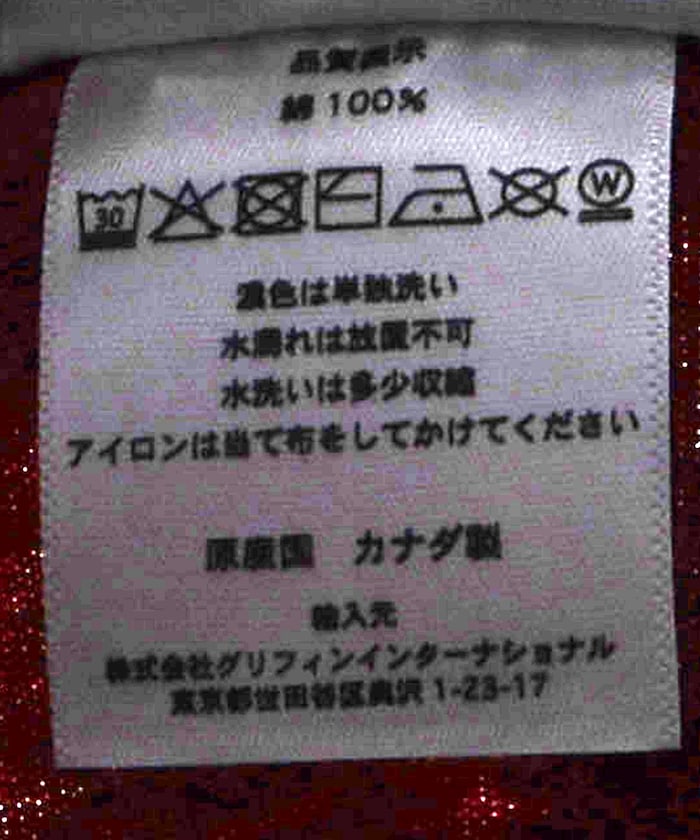 品質表示
綿 100%
30 W
濃色は単独洗い
水濡れは放置不可
水洗いは多少収縮
アイロンは当て布をしてかけてください
原産国 カナダ製
輸入元
株式会社グリフィンインターナショナル
東京都世田谷区奥沢 1-23-17